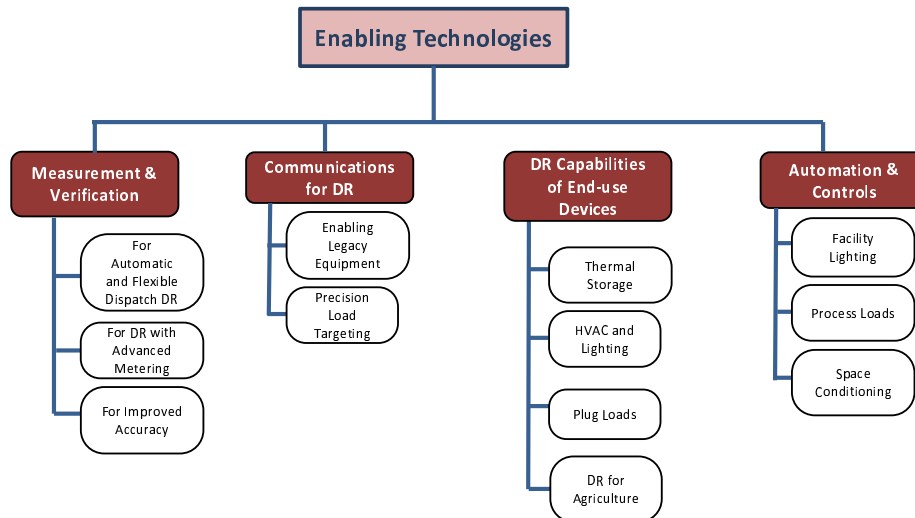 Enabling Technologies
Measurement &
Verification
For
Automatic
and Flexible
Dispatch DR
For DR with
Advanced
Metering
For Improved
Accuracy
Communications
for DR
Enabling
Legacy
Equipment
Precision
Load
Targeting
DR Capabilities
of End-use
Devices
Thermal
Storage
HVAC and
Lighting
Plug Loads
DR for
Agriculture
Automation &
Controls
Facility
Lighting
Process Loads
Space
Conditioning